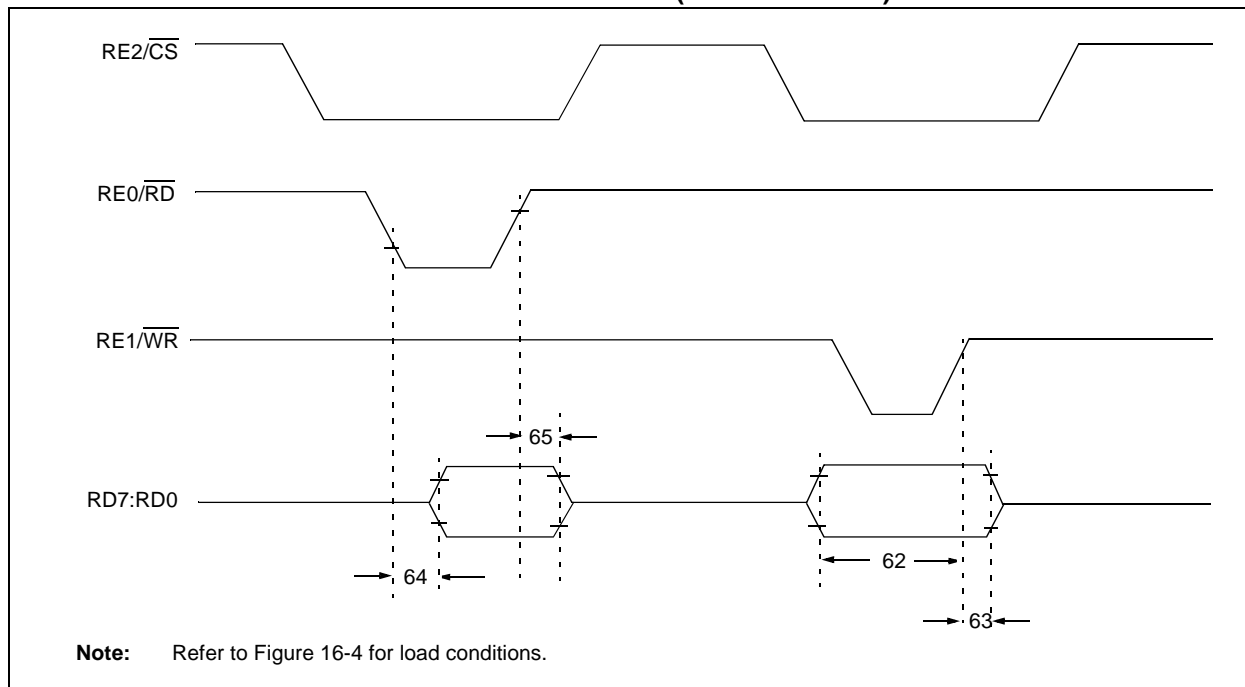 RE2/CS
RE0/RD
RE1/WR
65
RD7:RD0
62
64
63
Note: Refer to Figure 16-4 for load conditions.